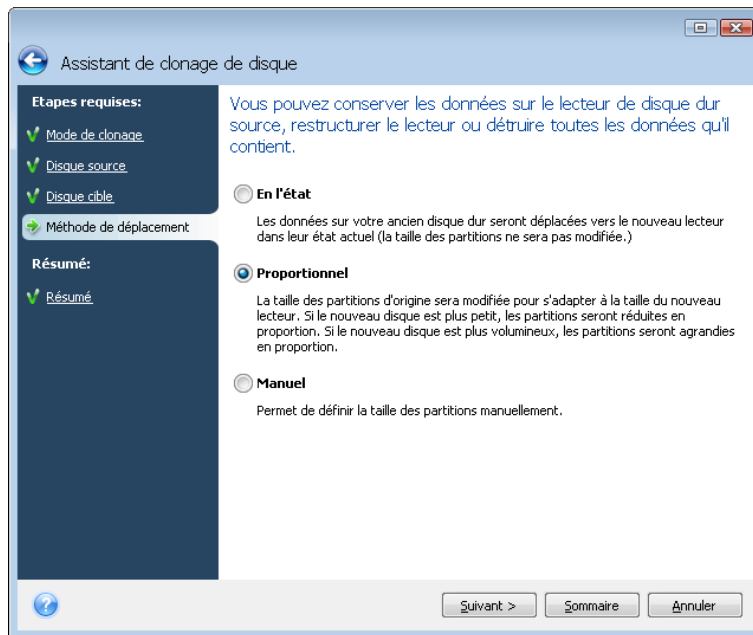 Assistant de clonage de disque
Etapes requises:
Mode de clonage
Disque source
Disque cible
Méthode de déplacement
Résumé:
Résumé
Vous pouvez conserver les données sur le lecteur de disque dur
source, restructurer le lecteur ou détruire toutes les données qu'il
contient.
En l'état
Les données sur votre ancien disque dur seront déplacées vers le nouveau lecteur
dans leur état actuel (la taille des partitions ne sera pas modifiée.)
Proportionnel
La taille des partitions d'origine sera modifiée pour s'adapter à la taille du nouveau
lecteur. Si le nouveau disque est plus petit, les partitions seront réduites en
proportion. Si le nouveau disque est plus volumineux, les partitions seront agrandies
en proportion.
Manuel
Permet de définir la taille des partitions manuellement.
Suivant >
Sommaire
Annuler